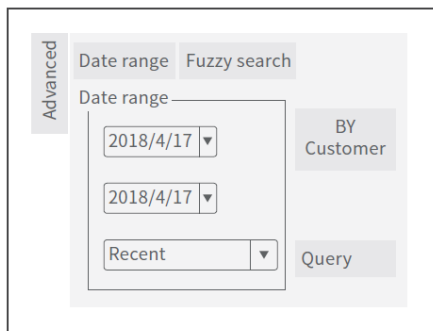 Advanced
Date range
Fuzzy search
Date range
2018/4/17
BY
Customer
2018/4/17
Recent
Query